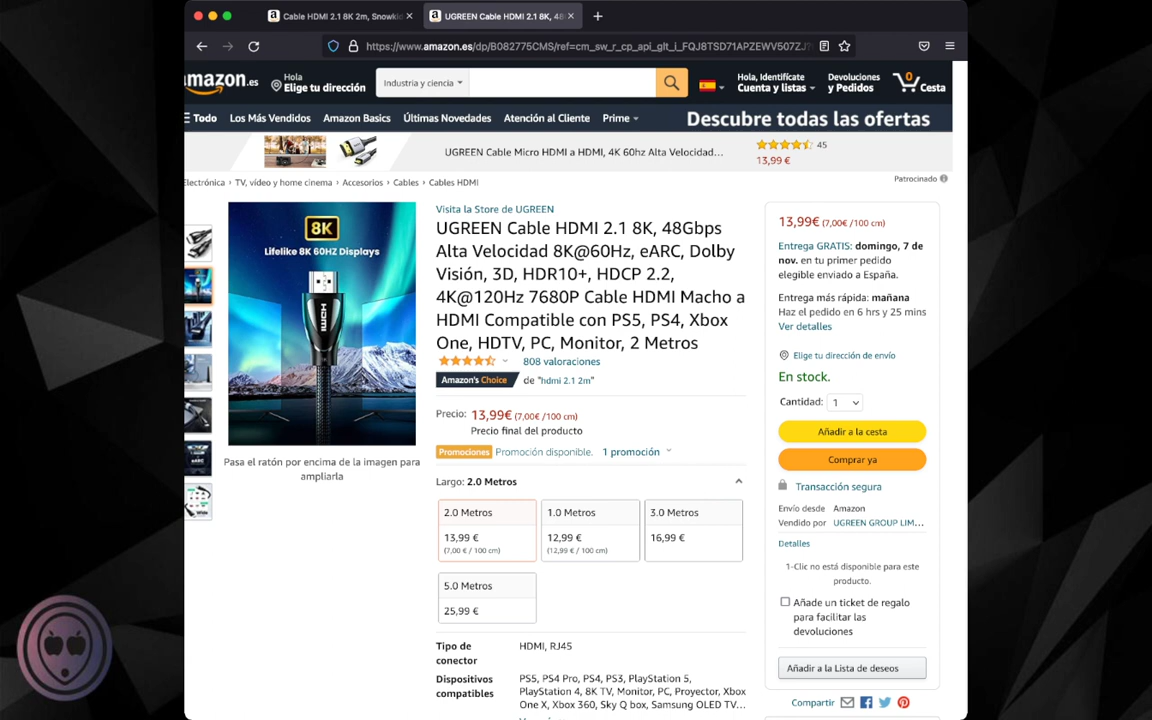 Cable HDMI 2.1 8K 2m, Snowkid
UGREEN Cable HDMI 2.1 8K, 48
https://www.amazon.es/dp/B082775CMS/ref=cm_sw_r_cp_api_glt_i_FQJ8TSD71APZEWV507ZJ?
amazon.es
Hola
Elige tu dirección
Industria y ciencia
Hola, Identifícate
Cuenta y listas
Devoluciones
y Pedidos
0
Cesta
Todo
Los Más Vendidos
Amazon Basics
Últimas Novedades
Atención al Cliente
Prime
Descubre todas las ofertas
UGREEN Cable Micro HDMI a HDMI, 4K 60hz Alta Velocidad...
45
13,99 €
Electrónica › TV, vídeo y home cinema › Accesorios › Cables › Cables HDMI
Patrocinado
8K
Lifelike 8K 60HZ Displays
HDMI
Pasa el ratón por encima de la imagen para
ampliarla
Visita la Store de UGREEN
UGREEN Cable HDMI 2.1 8K, 48Gbps
Alta Velocidad 8K@60Hz, eARC, Dolby
Visión, 3D, HDR10+, HDCP 2.2,
4K@120Hz 7680P Cable HDMI Macho a
HDMI Compatible con PS5, PS4, Xbox
One, HDTV, PC, Monitor, 2 Metros
808 valoraciones
Amazon's Choice de "hdmi 2.1 2m"
Precio: 13,99€ (7,00€ /100 cm)
Precio final del producto
Promociones Promoción disponible. 1 promoción
Largo: 2.0 Metros
2.0 Metros
13,99 €
(7,00 € / 100 cm)
1.0 Metros
12,99 €
(12,99 € / 100 cm)
3.0 Metros
16,99 €
5.0 Metros
25,99 €
Tipo de
conector
HDMI, RJ45
Dispositivos
compatibles
PS5, PS4 Pro, PS4, PS3, PlayStation 5,
PlayStation 4, 8K TV, Monitor, PC, Proyector, Xbox
One X, Xbox 360, Sky Q box, Samsung OLED TV...
13,99€ (7,00€ /100 cm)
Entrega GRATIS: domingo, 7 de
nov. en tu primer pedido
elegible enviado a España.
Entrega más rápida: mañana
Haz el pedido en 6 hrs y 25 mins
Ver detalles
Elige tu dirección de envío
En stock.
Cantidad: 1
Añadir a la cesta
Comprar ya
Transacción segura
Envío desde Amazon
Vendido por UGREEN GROUP LIM...
Detalles
1-Clic no está disponible para este
producto.
Añade un ticket de regalo
para facilitar las
devoluciones
Añadir a la Lista de deseos
Compartir